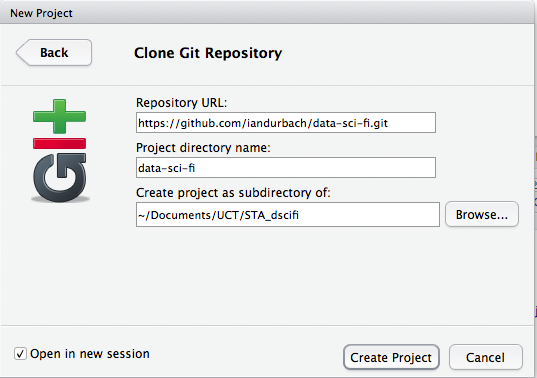 New Project
Back
Clone Git Repository
Repository URL:
https://github.com/iandurbach/data-sci-fi.git
Project directory name:
data-sci-fi
Create project as subdirectory of:
~/Documents/UCT/STA_dscifi
Browse...
Open in new session
Create Project
Cancel